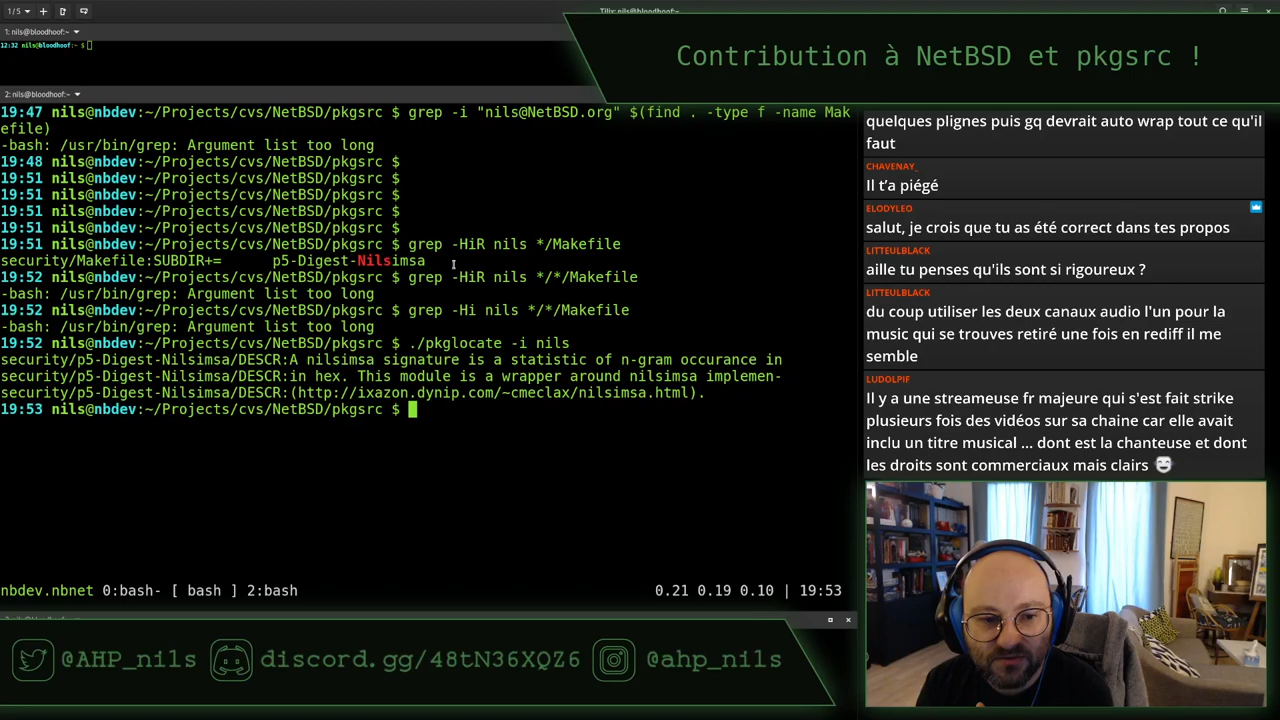 1/5
Tilix: nils@bloodhoof:~
1: nils@bloodhoof:~
12:32 nils@bloodhoof:~ $
Contribution à NetBSD et pkgsrc !
2: nils@bloodhoof:~
19:47 nils@nbdev:~/Projects/cvs/NetBSD/pkgsrc $ grep -i "nils@NetBSD.org" $(find . -type f -name Mak
efile)
-bash: /usr/bin/grep: Argument list too long
19:48 nils@nbdev:~/Projects/cvs/NetBSD/pkgsrc $
19:51 nils@nbdev:~/Projects/cvs/NetBSD/pkgsrc $
19:51 nils@nbdev:~/Projects/cvs/NetBSD/pkgsrc $
19:51 nils@nbdev:~/Projects/cvs/NetBSD/pkgsrc $
19:51 nils@nbdev:~/Projects/cvs/NetBSD/pkgsrc $
19:51 nils@nbdev:~/Projects/cvs/NetBSD/pkgsrc $ grep -HiR nils */Makefile
security/Makefile:SUBDIR+= p5-Digest-Nilsimsa
19:52 nils@nbdev:~/Projects/cvs/NetBSD/pkgsrc $ grep -HiR nils */*/Makefile
-bash: /usr/bin/grep: Argument list too long
19:52 nils@nbdev:~/Projects/cvs/NetBSD/pkgsrc $ grep -Hi nils */*/Makefile
-bash: /usr/bin/grep: Argument list too long
19:52 nils@nbdev:~/Projects/cvs/NetBSD/pkgsrc $ ./pkglocate -i nils
security/p5-Digest-Nilsimsa/DESCR:A nilsimsa signature is a statistic of n-gram occurance in
security/p5-Digest-Nilsimsa/DESCR:in hex. This module is a wrapper around nilsimsa implemen-
security/p5-Digest-Nilsimsa/DESCR:(http://ixazon.dynip.com/~cmeclax/nilsimsa.html).
19:53 nils@nbdev:~/Projects/cvs/NetBSD/pkgsrc $
nbdev.nbnet 0:bash- [ bash ] 2:bash 0.21 0.19 0.10 | 19:53
quelques plignes puis gq devrait auto wrap tout ce qu'il
faut
CHAVENAY_
Il t’a piégé
ELODYLEO
salut, je crois que tu as été correct dans tes propos
LITTEULBLACK
aille tu penses qu'ils sont si rigoureux ?
LITTEULBLACK
du coup utiliser les deux canaux audio l'un pour la
music qui se trouves retiré une fois en rediff il me
semble
LUDOLPIF
Il y a une streameuse fr majeure qui s'est fait strike
plusieurs fois des vidéos sur sa chaine car elle avait
inclu un titre musical ... dont est la chanteuse et dont
les droits sont commerciaux mais clairs
@AHP_nils
discord.gg/48tN36XQZ6
@ahp_nils